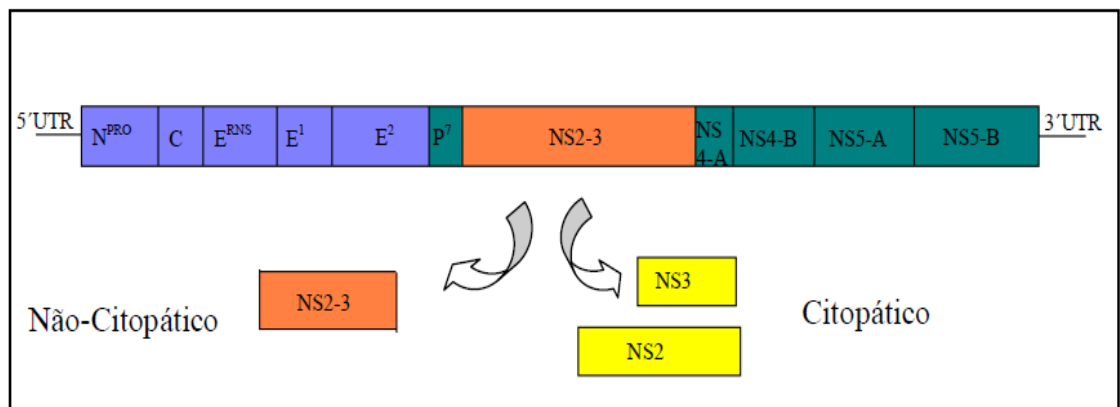 5´UTR N^PRO C E^RNS E^1 E^2 P^7 NS2-3 NS 4-A NS4-B NS5-A NS5-B 3´UTR
Não-Citopático NS2-3 NS3 Citopático
NS2